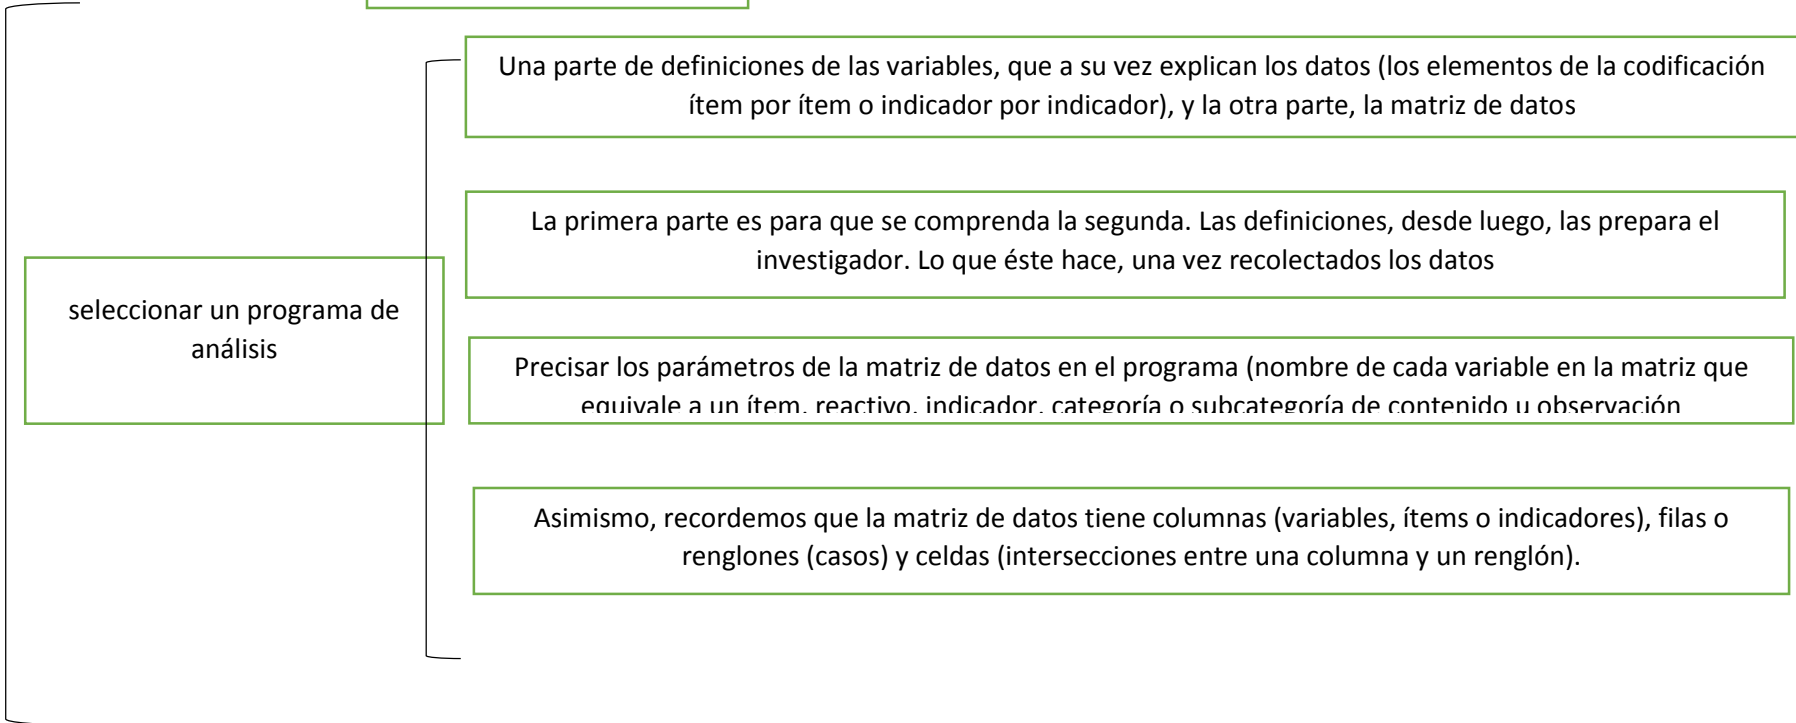 Una parte de definiciones de las variables, que a su vez explican los datos (los elementos de la codificación
ítem por ítem o indicador por indicador), y la otra parte, la matriz de datos
La primera parte es para que se comprenda la segunda. Las definiciones, desde luego, las prepara el
investigador. Lo que éste hace, una vez recolectados los datos
seleccionar un programa de
análisis
Precisar los parámetros de la matriz de datos en el programa (nombre de cada variable en la matriz que
equivale a un ítem, reactivo, indicador, categoría o subcategoría de contenido u observación
Asimismo, recordemos que la matriz de datos tiene columnas (variables, ítems o indicadores), filas o
renglones (casos) y celdas (intersecciones entre una columna y un renglón).